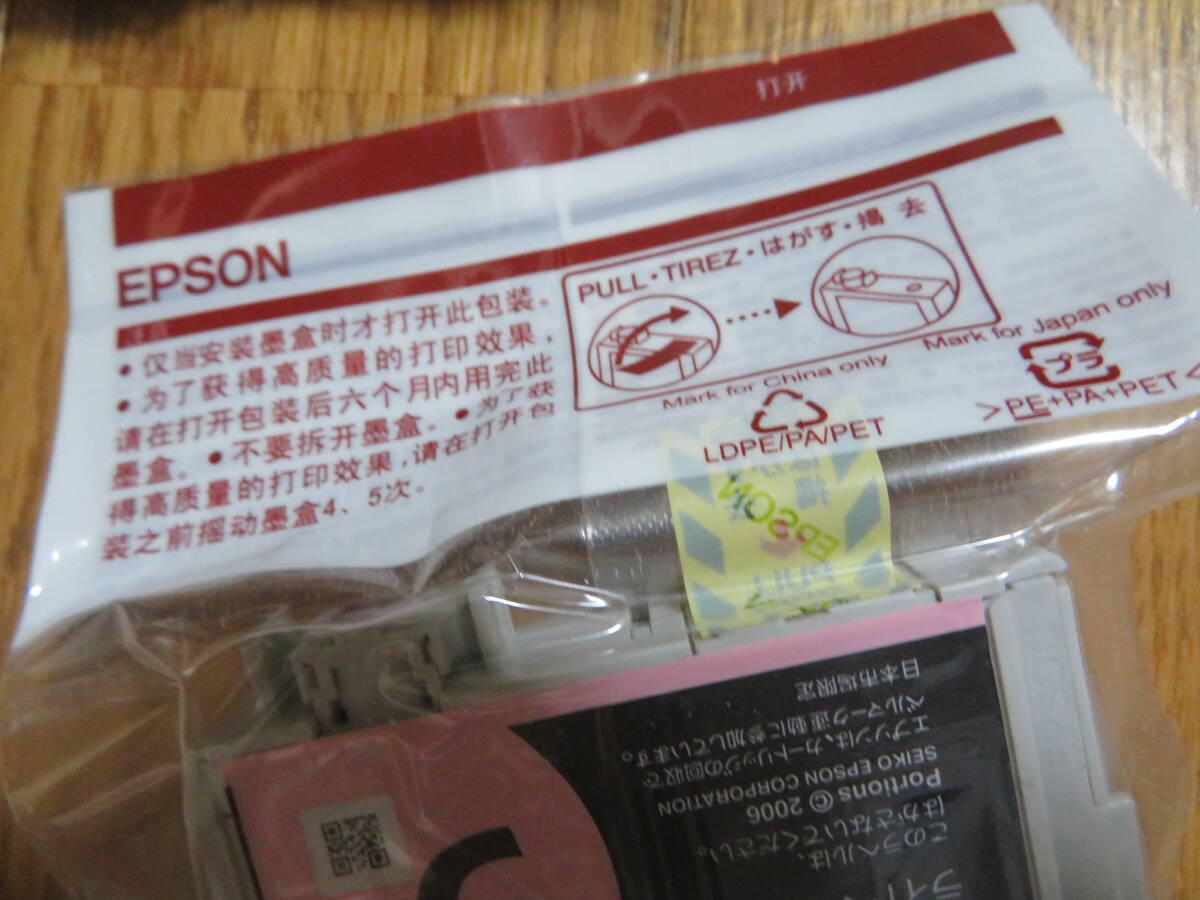 打开
EPSON
• 仅当安装墨盒时才打开此包装。
• 为了获得高质量的打印效果，
请在打开包装后六个月内用完此
墨盒。 • 不要拆开墨盒。 • 为了获
得高质量的打印效果，请在打开包
装之前摇动墨盒4、5次。
PULL・TIREZ・はがす・揭去
Mark for China only
LDPE/PA/PET
Mark for Japan only
プラ
>PE+PA+PET<
EPSON
PULL
このラベルは、
はがさないでください。
Portions © 2006
SEIKO EPSON CORPORATION
エプソンは、カートリッジの回収で
ベルマーク運動に参加しています。
日本市場限定